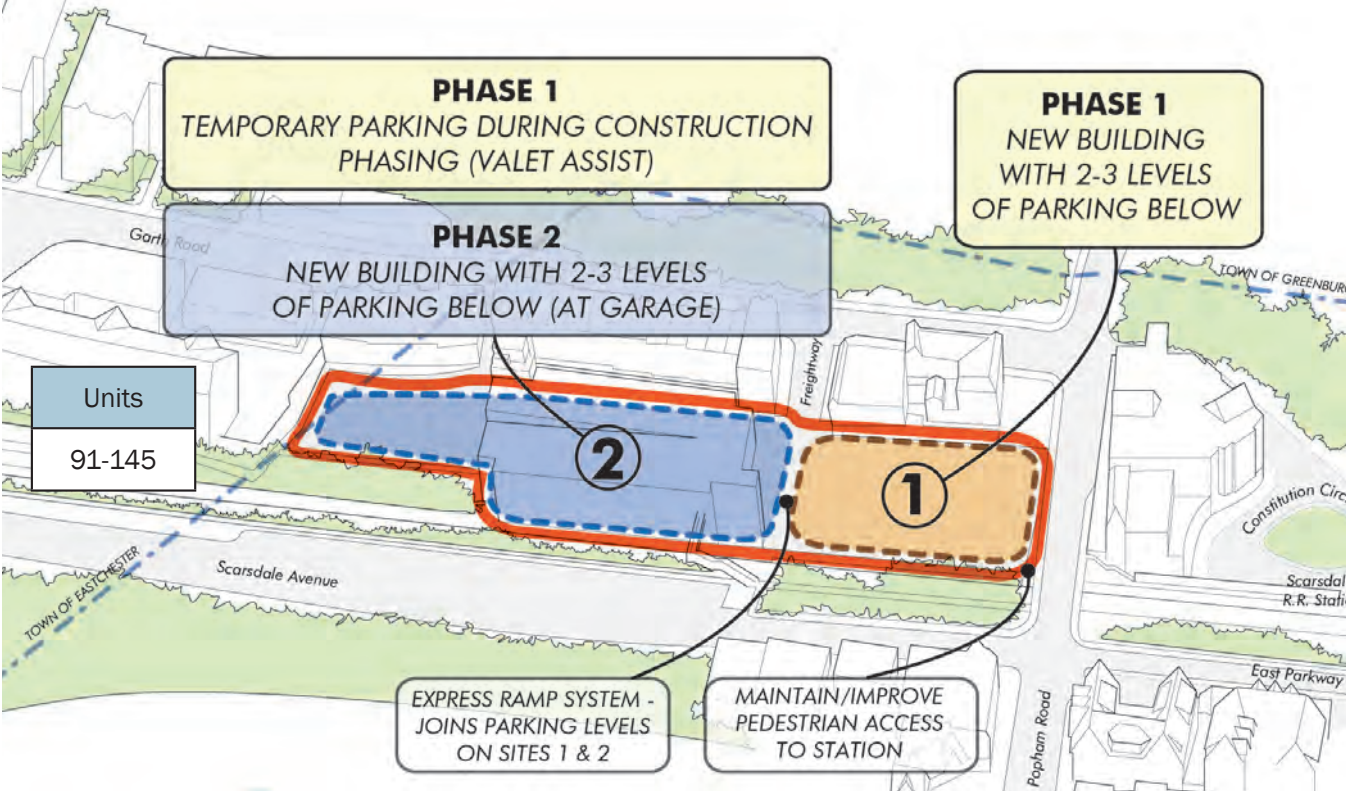 PHASE 1
TEMPORARY PARKING DURING CONSTRUCTION
PHASING (VALET ASSIST)
PHASE 1
NEW BUILDING
WITH 2-3 LEVELS
OF PARKING BELOW
PHASE 2
NEW BUILDING WITH 2-3 LEVELS
OF PARKING BELOW (AT GARAGE)
Garth Road
TOWN OF GREENBURG
Freightway
Units
91-145
2
1
Constitution Circ
TOWN OF EASTCHESTER
Scarsdale Avenue
Scarsdal
R.R. Stati
East Parkway
EXPRESS RAMP SYSTEM -
JOINS PARKING LEVELS
ON SITES 1 & 2
MAINTAIN/IMPROVE
PEDESTRIAN ACCESS
TO STATION
Popham Road